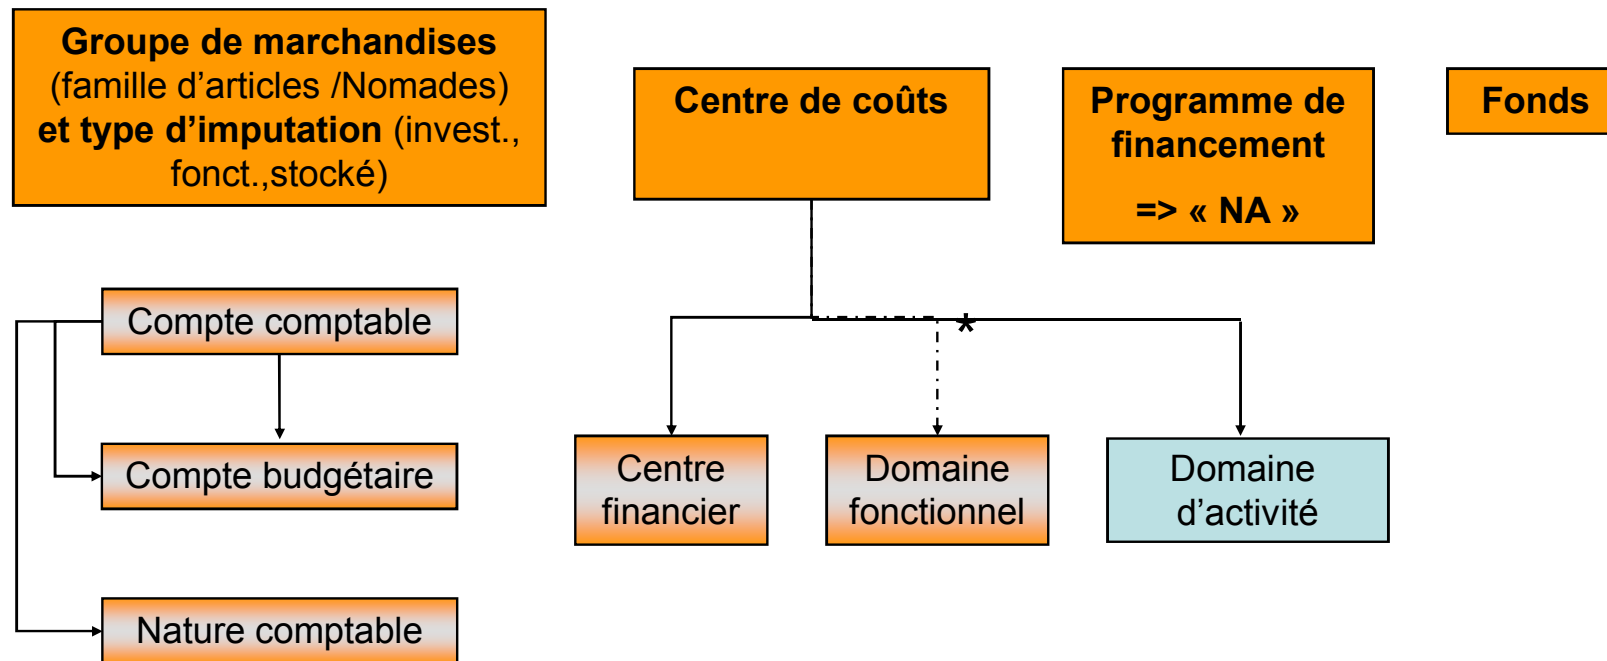 Groupe de marchandises
(famille d’articles /Nomades)
et type d’imputation (invest.,
fonct.,stocké)
Centre de coûts
Programme de
financement
=> « NA »
Fonds
Compte comptable
*
Compte budgétaire
Centre
financier
Domaine
fonctionnel
Domaine
d’activité
Nature comptable